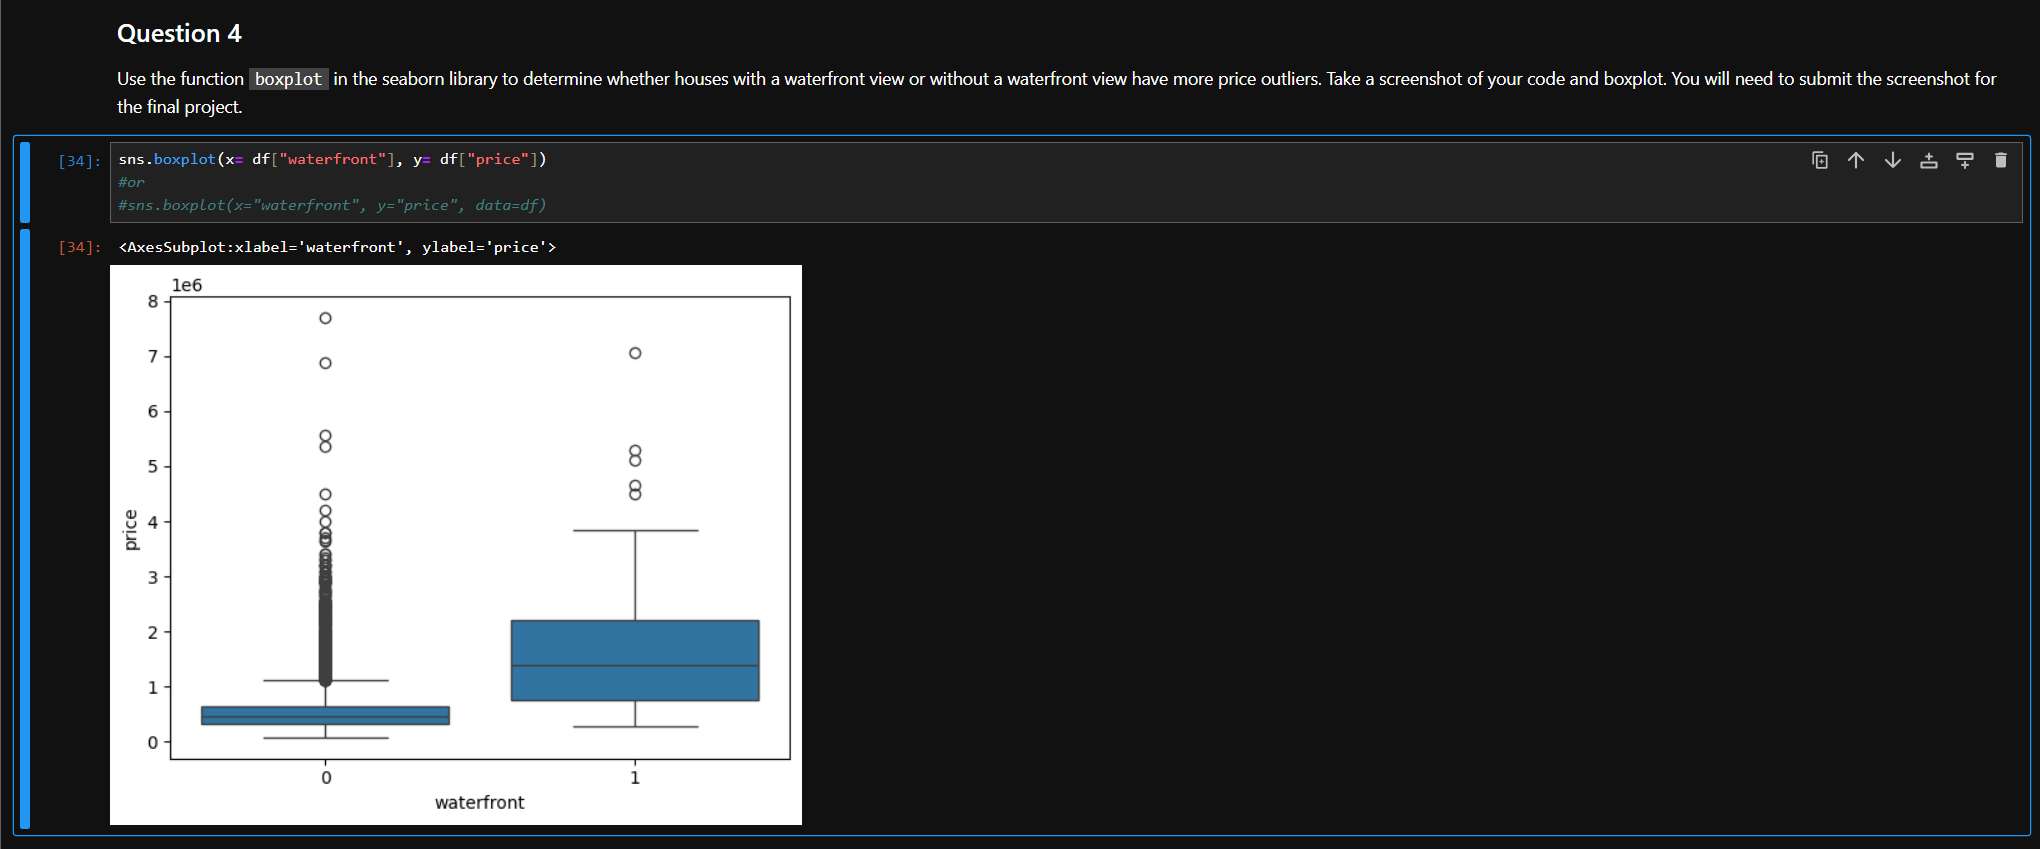 Question 4
Use the function boxplot in the seaborn library to determine whether houses with a waterfront view or without a waterfront view have more price outliers. Take a screenshot of your code and boxplot. You will need to submit the screenshot for
the final project.
[34]: sns.boxplot(x= df["waterfront"], y= df["price"])
#or
#sns.boxplot(x="waterfront", y="price", data=df)
[34]: <AxesSubplot:xlabel='waterfront', ylabel='price'>
1e6
8
7
6
5
4
3
2
1
0
price
0 1
waterfront